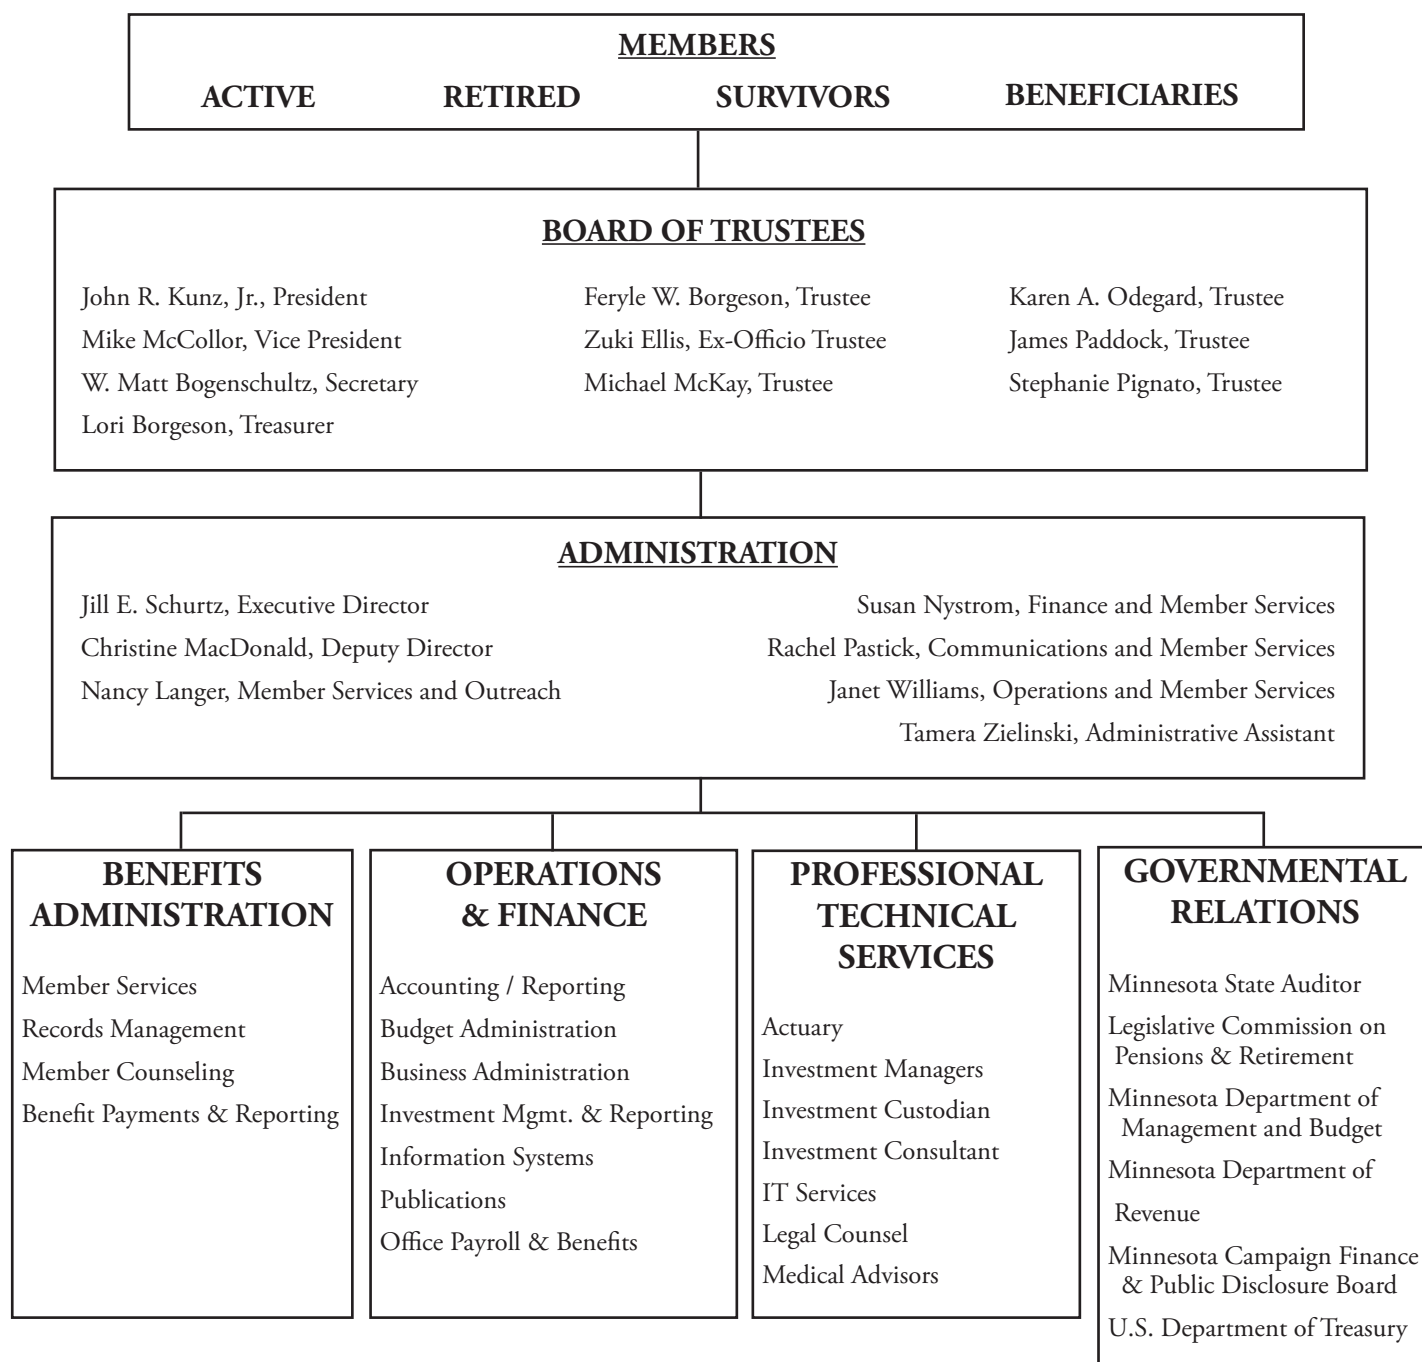 MEMBERS
ACTIVE RETIRED SURVIVORS BENEFICIARIES
BOARD OF TRUSTEES
John R. Kunz, Jr., President
Mike McCollor, Vice President
W. Matt Bogenschultz, Secretary
Lori Borgeson, Treasurer
Feryle W. Borgeson, Trustee
Zuki Ellis, Ex-Officio Trustee
Michael McKay, Trustee
Karen A. Odegard, Trustee
James Paddock, Trustee
Stephanie Pignato, Trustee
ADMINISTRATION
Jill E. Schurtz, Executive Director
Christine MacDonald, Deputy Director
Nancy Langer, Member Services and Outreach
Susan Nystrom, Finance and Member Services
Rachel Pastick, Communications and Member Services
Janet Williams, Operations and Member Services
Tamera Zielinski, Administrative Assistant
BENEFITS
ADMINISTRATION
Member Services
Records Management
Member Counseling
Benefit Payments & Reporting
OPERATIONS
& FINANCE
Accounting / Reporting
Budget Administration
Business Administration
Investment Mgmt. & Reporting
Information Systems
Publications
Office Payroll & Benefits
PROFESSIONAL
TECHNICAL
SERVICES
Actuary
Investment Managers
Investment Custodian
Investment Consultant
IT Services
Legal Counsel
Medical Advisors
GOVERNMENTAL
RELATIONS
Minnesota State Auditor
Legislative Commission on
Pensions & Retirement
Minnesota Department of
Management and Budget
Minnesota Department of
Revenue
Minnesota Campaign Finance
& Public Disclosure Board
U.S. Department of Treasury